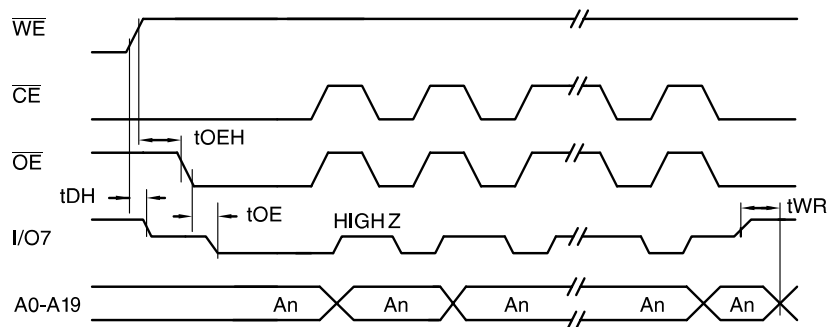 WE
CE
tOEH
OE
tDH
tOE
tWR
I/O7
HIGH Z
A0-A19 An An An An An